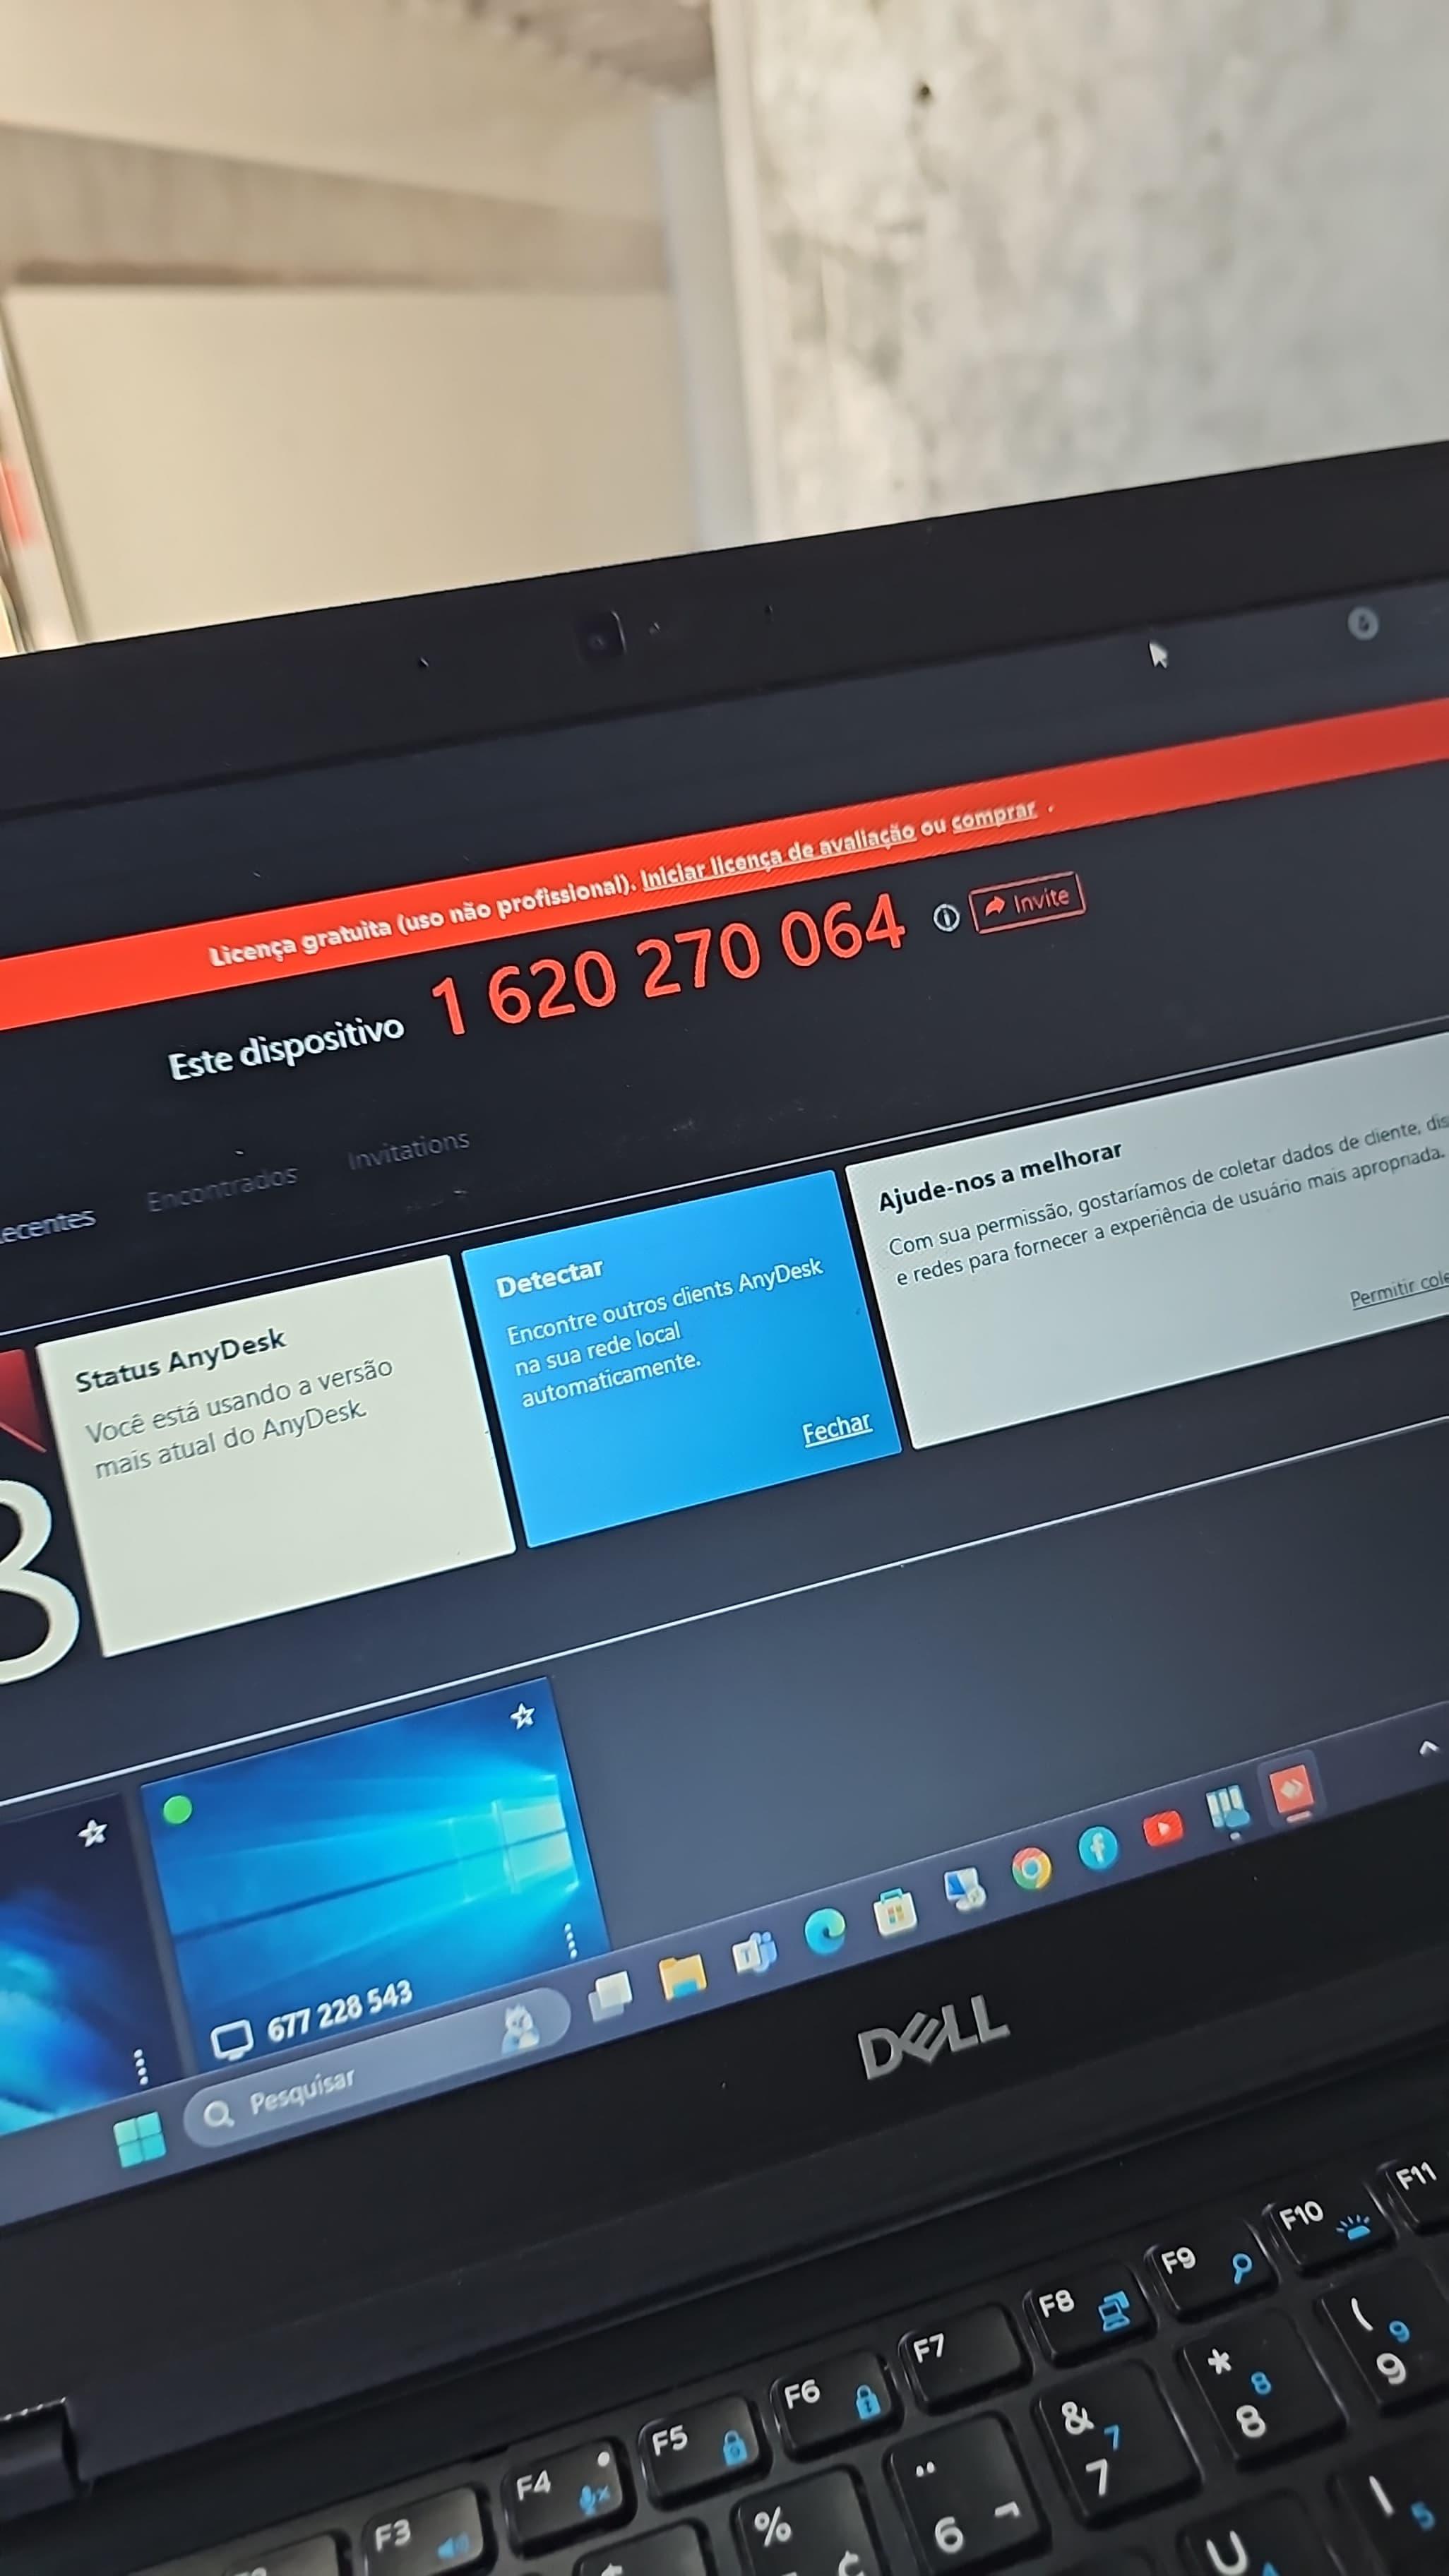 Licença gratuita (uso não profissional). Iniciar licença de avaliação ou comprar .
Este dispositivo 1 620 270 064 Invite
ecentes Encontrados Invitations
Status AnyDesk
Você está usando a versão
mais atual do AnyDesk.
Detectar
Encontre outros clients AnyDesk
na sua rede local
automaticamente.
Fechar
Ajude-nos a melhorar
Com sua permissão, gostaríamos de coletar dados de cliente, dis
e redes para fornecer a experiência de usuário mais apropriada.
Permitir cole
8
677 228 543
Pesquisar
DELL
F3 F4 F5 F6 F7 F8 F9 F10 F11
% & 7 7 * 8 8 ( 9 9
6 ¬
U I 5